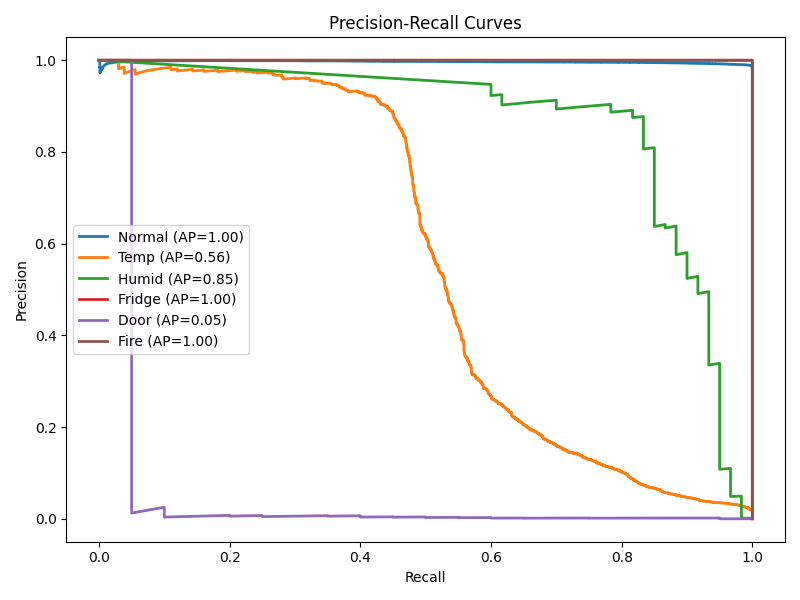 Precision-Recall Curves
Precision
1.0
0.8
0.6
0.4
0.2
0.0
Normal (AP=1.00)
Temp (AP=0.56)
Humid (AP=0.85)
Fridge (AP=1.00)
Door (AP=0.05)
Fire (AP=1.00)
0.0 0.2 0.4 0.6 0.8 1.0
Recall